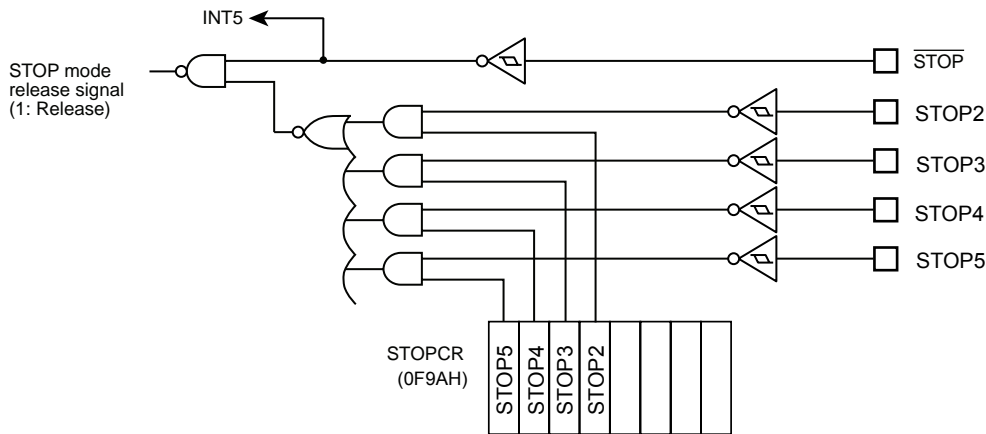 INT5
STOP
STOP mode
release signal
(1: Release)
STOP2
STOP3
STOP4
STOP5
STOPCR
(0F9AH)
STOP5
STOP4
STOP3
STOP2